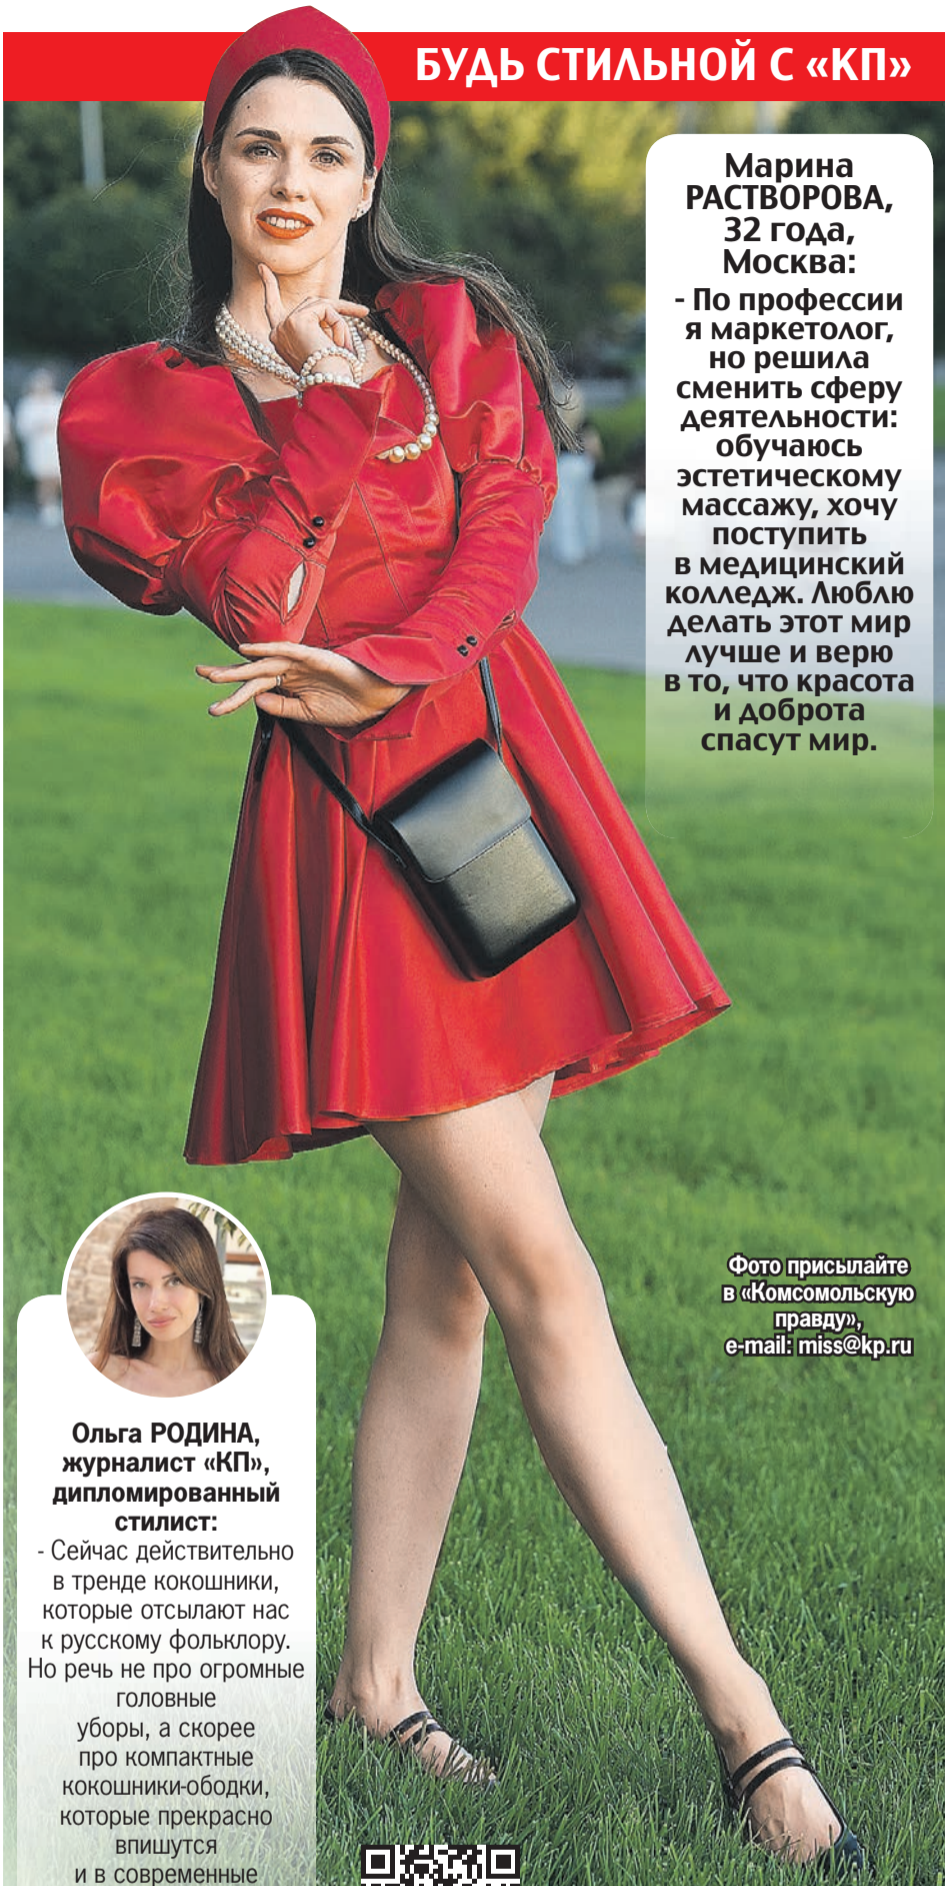 БУДЬ СТИЛЬНОЙ С «КП»
Марина
РАСТВОРОВА,
32 года,
Москва:
- По профессии
я маркетолог,
но решила
сменить сферу
деятельности:
обучаюсь
эстетическому
массажу, хочу
поступить
в медицинский
колледж. Люблю
делать этот мир
лучше и верю
в то, что красота
и доброта
спасут мир.
Фото присылайте
в «Комсомольскую
правду»,
e-mail: miss@kp.ru
Ольга РОДИНА,
журналист «КП»,
дипломированный
стилист:
- Сейчас действительно
в тренде кокошники,
которые отсылают нас
к русскому фольклору.
Но речь не про огромные
головные
уборы, а скорее
про компактные
кокошники-ободки,
которые прекрасно
впишутся
и в современные